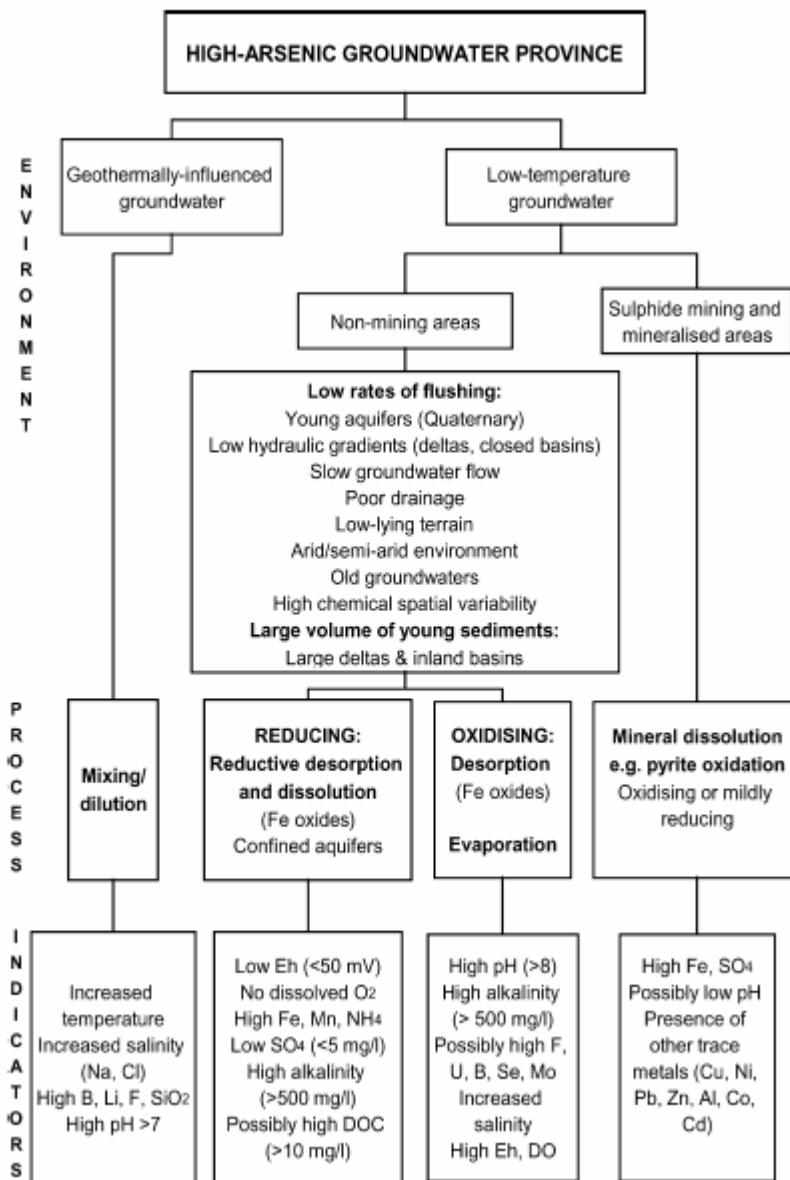 HIGH-ARSENIC GROUNDWATER PROVINCE
ENVIRONMENT
Geothermally-influenced
groundwater
Low-temperature
groundwater
Non-mining areas
Sulphide mining and
mineralised areas
Low rates of flushing:
Young aquifers (Quaternary)
Low hydraulic gradients (deltas, closed basins)
Slow groundwater flow
Poor drainage
Low-lying terrain
Arid/semi-arid environment
Old groundwaters
High chemical spatial variability
Large volume of young sediments:
Large deltas & inland basins
PROCESS
Mixing/
dilution
REDUCING:
Reductive desorption
and dissolution
(Fe oxides)
Confined aquifers
OXIDISING:
Desorption
(Fe oxides)
Evaporation
Mineral dissolution
e.g. pyrite oxidation
Oxidising or mildly
reducing
INDICATORS
Increased
temperature
Increased salinity
(Na, Cl)
High B, Li, F, SiO2
High pH >7
Low Eh (<50 mV)
No dissolved O2
High Fe, Mn, NH4
Low SO4 (<5 mg/l)
High alkalinity
(>500 mg/l)
Possibly high DOC
(>10 mg/l)
High pH (>8)
High alkalinity
(> 500 mg/l)
Possibly high F,
U, B, Se, Mo
Increased
salinity
High Eh, DO
High Fe, SO4
Possibly low pH
Presence of
other trace
metals (Cu, Ni,
Pb, Zn, Al, Co,
Cd)